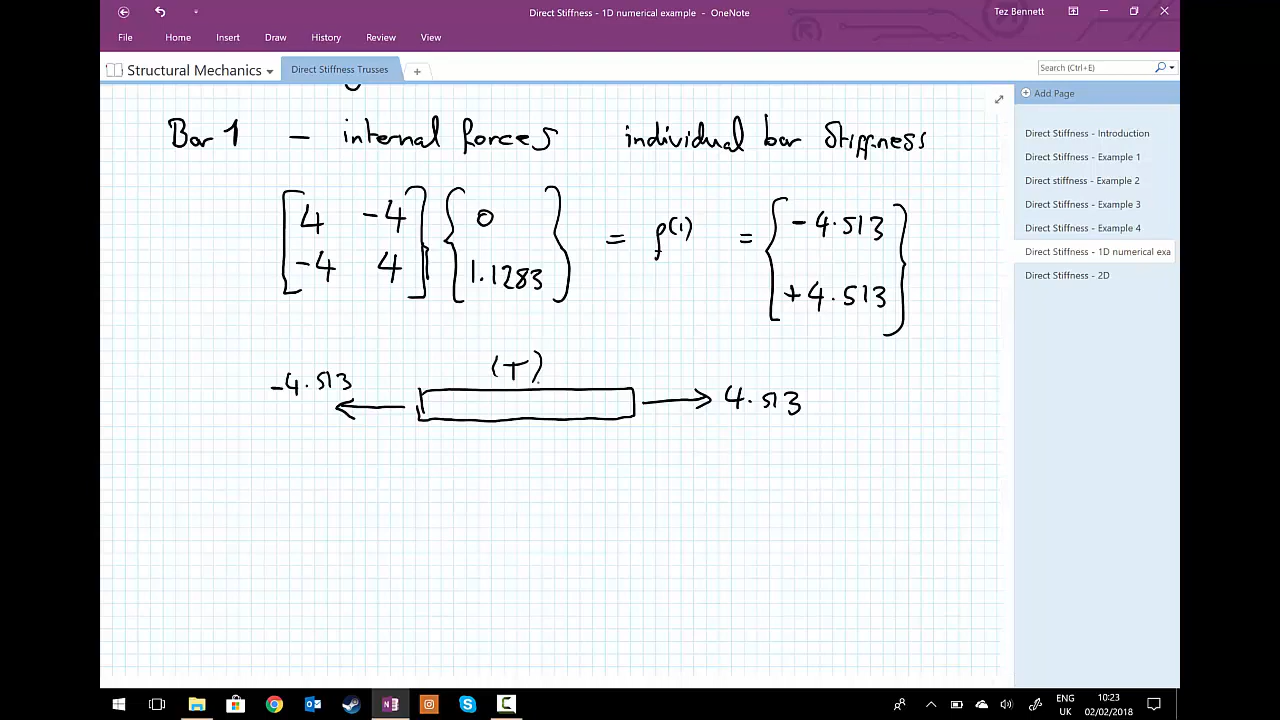 Direct Stiffness - 1D numerical example - OneNote
Tez Bennett
File Home Insert Draw History Review View
Structural Mechanics
Direct Stiffness Trusses
Search (Ctrl+E)
Add Page
Direct Stiffness - Introduction
Direct Stiffness - Example 1
Direct stiffness - Example 2
Direct Stiffness - Example 3
Direct Stiffness - Example 4
Direct Stiffness - 1D numerical exa
Direct Stiffness - 2D
Bar 1 - internal forces individual bar Stiffness
4 -4 0 = f(1) = -4.513
-4 4 1.1283 +4.513
(T)
-4.513 4.513
ENG
UK
10:23
02/02/2018